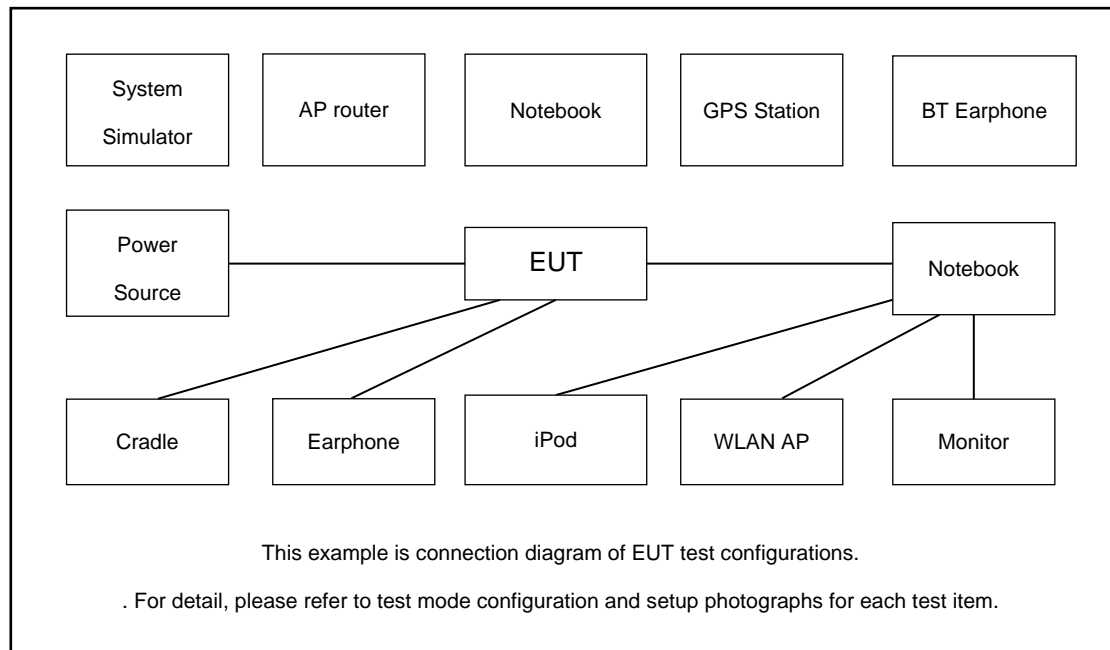 System
Simulator
AP router
Notebook
GPS Station
BT Earphone
Power
Source
EUT
Notebook
Cradle
Earphone
iPod
WLAN AP
Monitor
This example is connection diagram of EUT test configurations.
. For detail, please refer to test mode configuration and setup photographs for each test item.